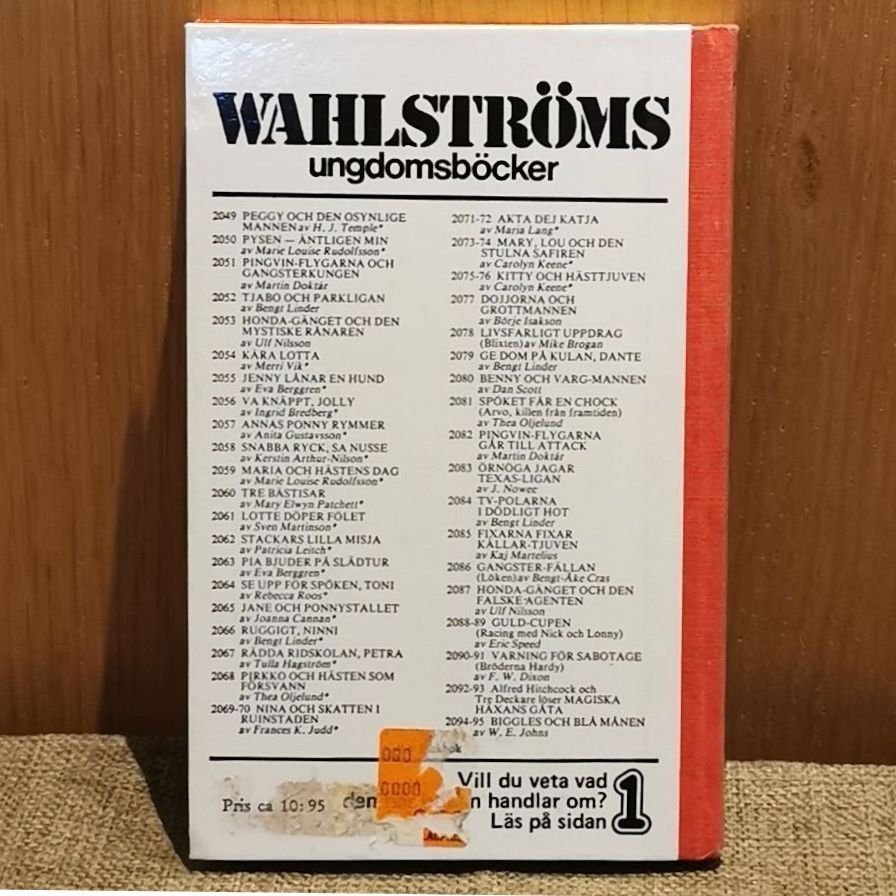 WAHLSTRÖMS
ungdomsböcker
2049 PEGGY OCH DEN OSYNLIGE
MANNEN av H. J. Temple*
2050 PYSEN — ÄNTLIGEN MIN
av Marie Louise Rudolfsson*
2051 PINGVIN-FLYGARNA OCH
GANGSTERKUNGEN
av Martin Doktár
2052 TJABO OCH PARKLIGAN
av Bengt Linder
2053 HONDA-GÄNGET OCH DEN
MYSTISKE RÅNAREN
av Ulf Nilsson
2054 KÄRA LOTTA
av Merri Vik*
2055 JENNY LÅNAR EN HUND
av Eva Berggren*
2056 VA KNÄPPT, JOLLY
av Ingrid Bredberg*
2057 ANNAS PONNY RYMMER
av Anita Gustavsson*
2058 SNABBA RYCK, SA NUSSE
av Kerstin Arthur-Nilson*
2059 MARIA OCH HÄSTENS DAG
av Marie Louise Rudolfsson*
2060 TRE BÄSTISAR
av Mary Elwyn Patchett*
2061 LOTTE DÖPER FÖLET
av Sven Martinson*
2062 STACKARS LILLA MISJA
av Patricia Leitch*
2063 PIA BJUDER PÅ SLÄDTUR
av Eva Berggren*
2064 SE UPP FÖR SPÖKEN, TONI
av Rebecca Roos*
2065 JANE OCH PONNYSTALLET
av Joanna Cannan*
2066 RUGGIGT, NINNI
av Bengt Linder*
2067 RÄDDA RIDSKOLAN, PETRA
av Tulla Hagström*
2068 PIRKKO OCH HÄSTEN SOM
FÖRSVANN
av Thea Oljelund*
2069-70 NINA OCH SKATTEN I
RUINSTADEN
av Frances K. Judd*
2071-72 AKTA DEJ KATJA
av Maria Lang*
2073-74 MARY, LOU OCH DEN
STULNA SAFIREN
av Carolyn Keene*
2075-76 KITTY OCH HÄSTTJUVEN
av Carolyn Keene*
2077 DOJJORNA OCH
GROTTMANNEN
av Börje Isakson
2078 LIVSFARLIGT UPPDRAG
(Blixten) av Mike Brogan
2079 GE DOM PÅ KULAN, DANTE
av Bengt Linder
2080 BENNY OCH VARG-MANNEN
av Dan Scott
2081 SPÖKET FÅR EN CHOCK
(Arvo, killen från framtiden)
av Thea Oljelund
2082 PINGVIN-FLYGARNA
GÅR TILL ATTACK
av Martin Doktár
2083 ÖRNÖGA JAGAR
TEXAS-LIGAN
av J. Nowee
2084 TV-POLARNA
I DÖDLIGT HOT
av Bengt Linder
2085 FIXARNA FIXAR
KÄLLAR-TJUVEN
av Kaj Martelius
2086 GANGSTER-FÄLLAN
(Löken) av Bengt-Åke Cras
2087 HONDA-GÄNGET OCH DEN
FALSKE AGENTEN
av Ulf Nilsson
2088-89 GULD-CUPEN
(Racing med Nick och Lonny)
av Eric Speed
2090-91 VARNING FÖR SABOTAGE
(Bröderna Hardy)
av F. W. Dixon
2092-93 Alfred Hitchcock och
Tre Deckare löser MAGISKA
HÄXANS GÅTA
2094-95 BIGGLES OCH BLÅ MÅNEN
av W. E. Johns
000
0000
Pris ca 10:95
Vill du veta vad
den
n handlar om?
Läs på sidan 1